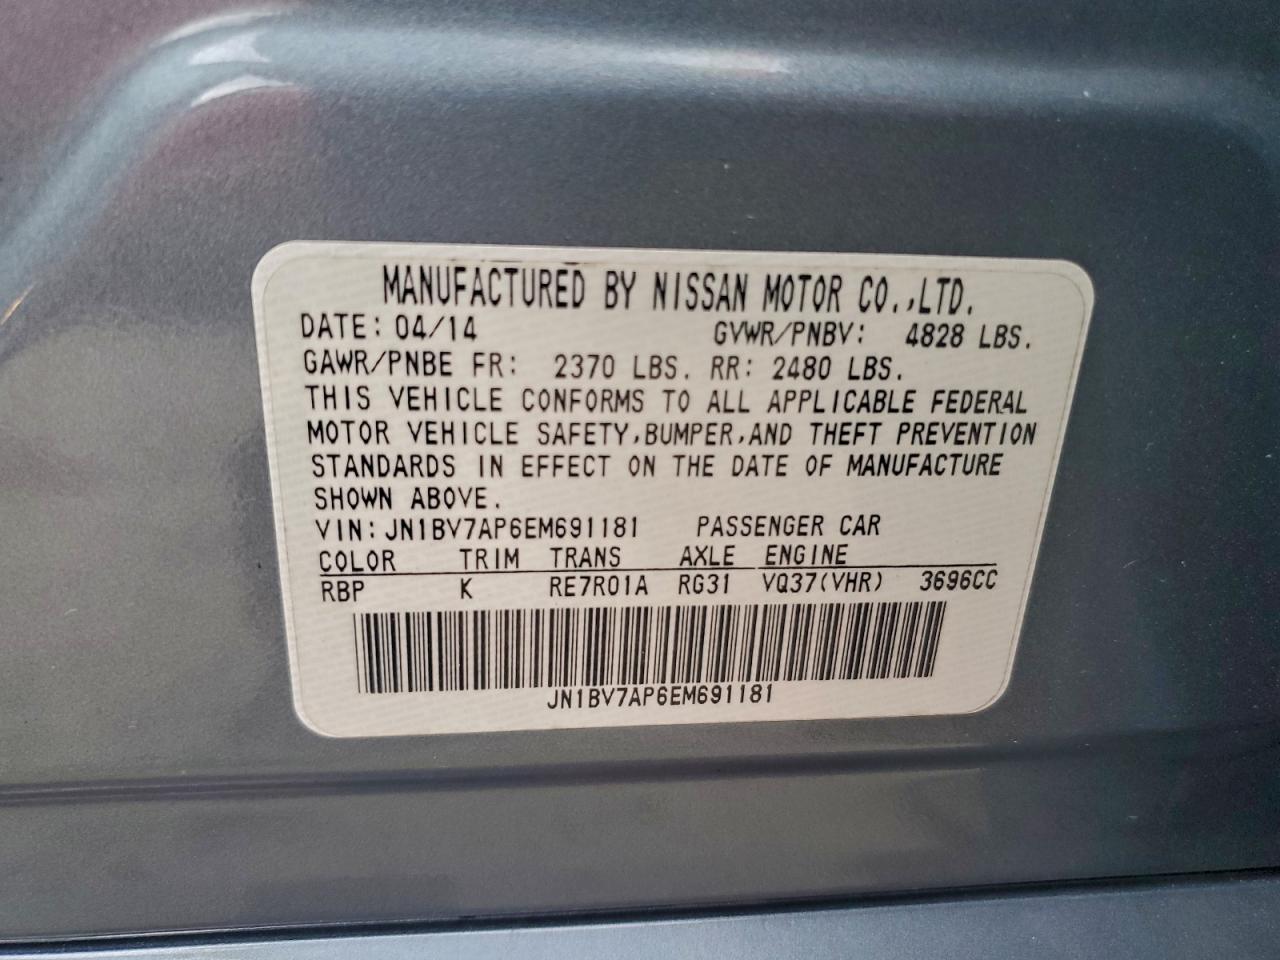 MANUFACTURED BY NISSAN MOTOR CO.,LTD.
DATE: 04/14 GVWR/PNBV: 4828 LBS.
GAWR/PNBE FR: 2370 LBS. RR: 2480 LBS.
THIS VEHICLE CONFORMS TO ALL APPLICABLE FEDERAL
MOTOR VEHICLE SAFETY,BUMPER,AND THEFT PREVENTION
STANDARDS IN EFFECT ON THE DATE OF MANUFACTURE
SHOWN ABOVE.
VIN: JN1BV7AP6EM691181 PASSENGER CAR
COLOR TRIM TRANS AXLE ENGINE
RBP K RE7R01A RG31 VQ37(VHR) 3696CC
JN1BV7AP6EM691181